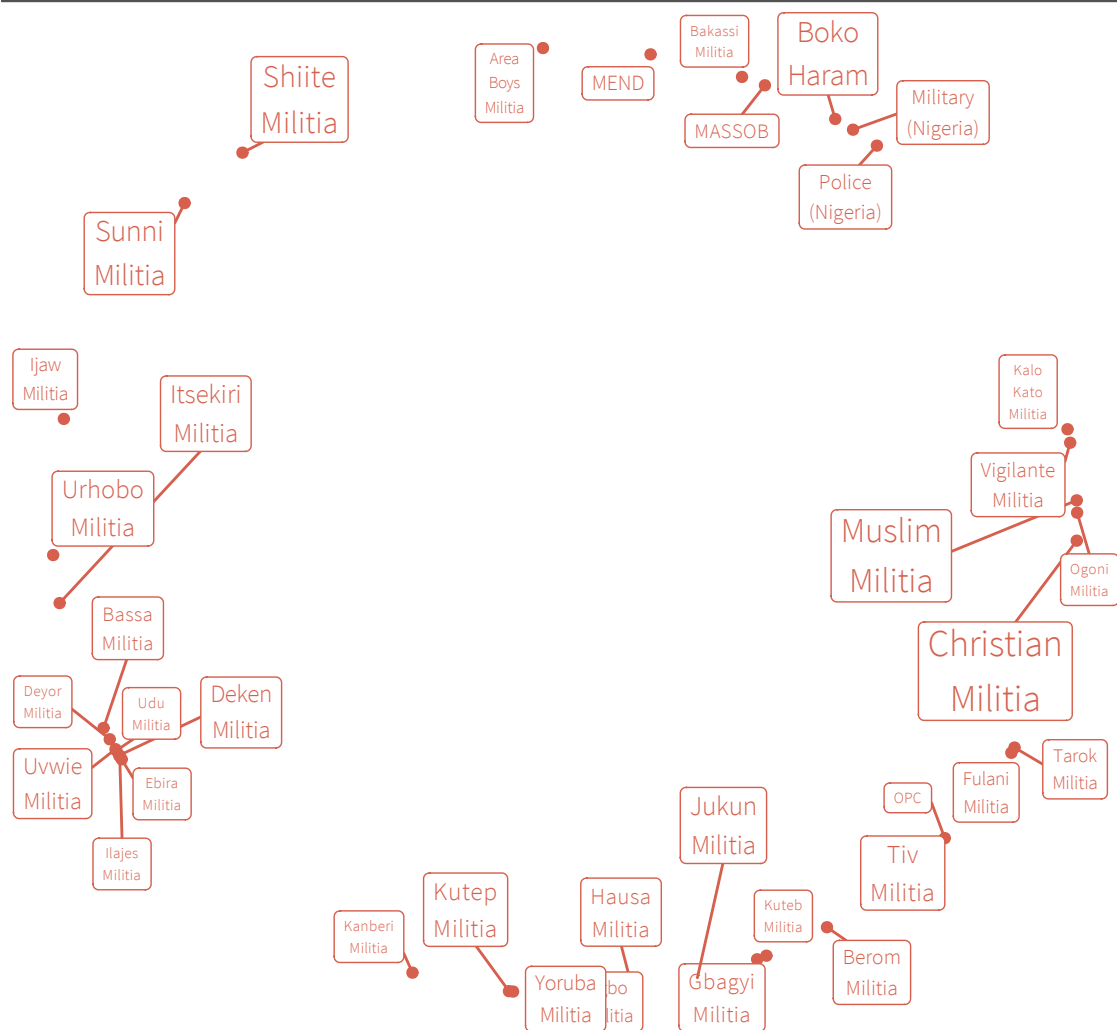 Shiite
Militia
Area
Boys
Militia
MEND
Bakassi
Militia
MASSOB
Boko
Haram
Military
(Nigeria)
Police
(Nigeria)
Sunni
Militia
Ijaw
Militia
Itsekiri
Militia
Urhobo
Militia
Kalo
Kato
Militia
Vigilante
Militia
Muslim
Militia
Ogoni
Militia
Christian
Militia
Bassa
Militia
Deyor
Militia
Udu
Militia
Deken
Militia
Uvwie
Militia
Ebira
Militia
Ilajes
Militia
Tarok
Militia
Fulani
Militia
OPC
Tiv
Militia
Jukun
Militia
Kutep
Militia
Hausa
Militia
Kanberi
Militia
Kuteb
Militia
Berom
Militia
Yoruba
Militia
Gbagyi
Militia